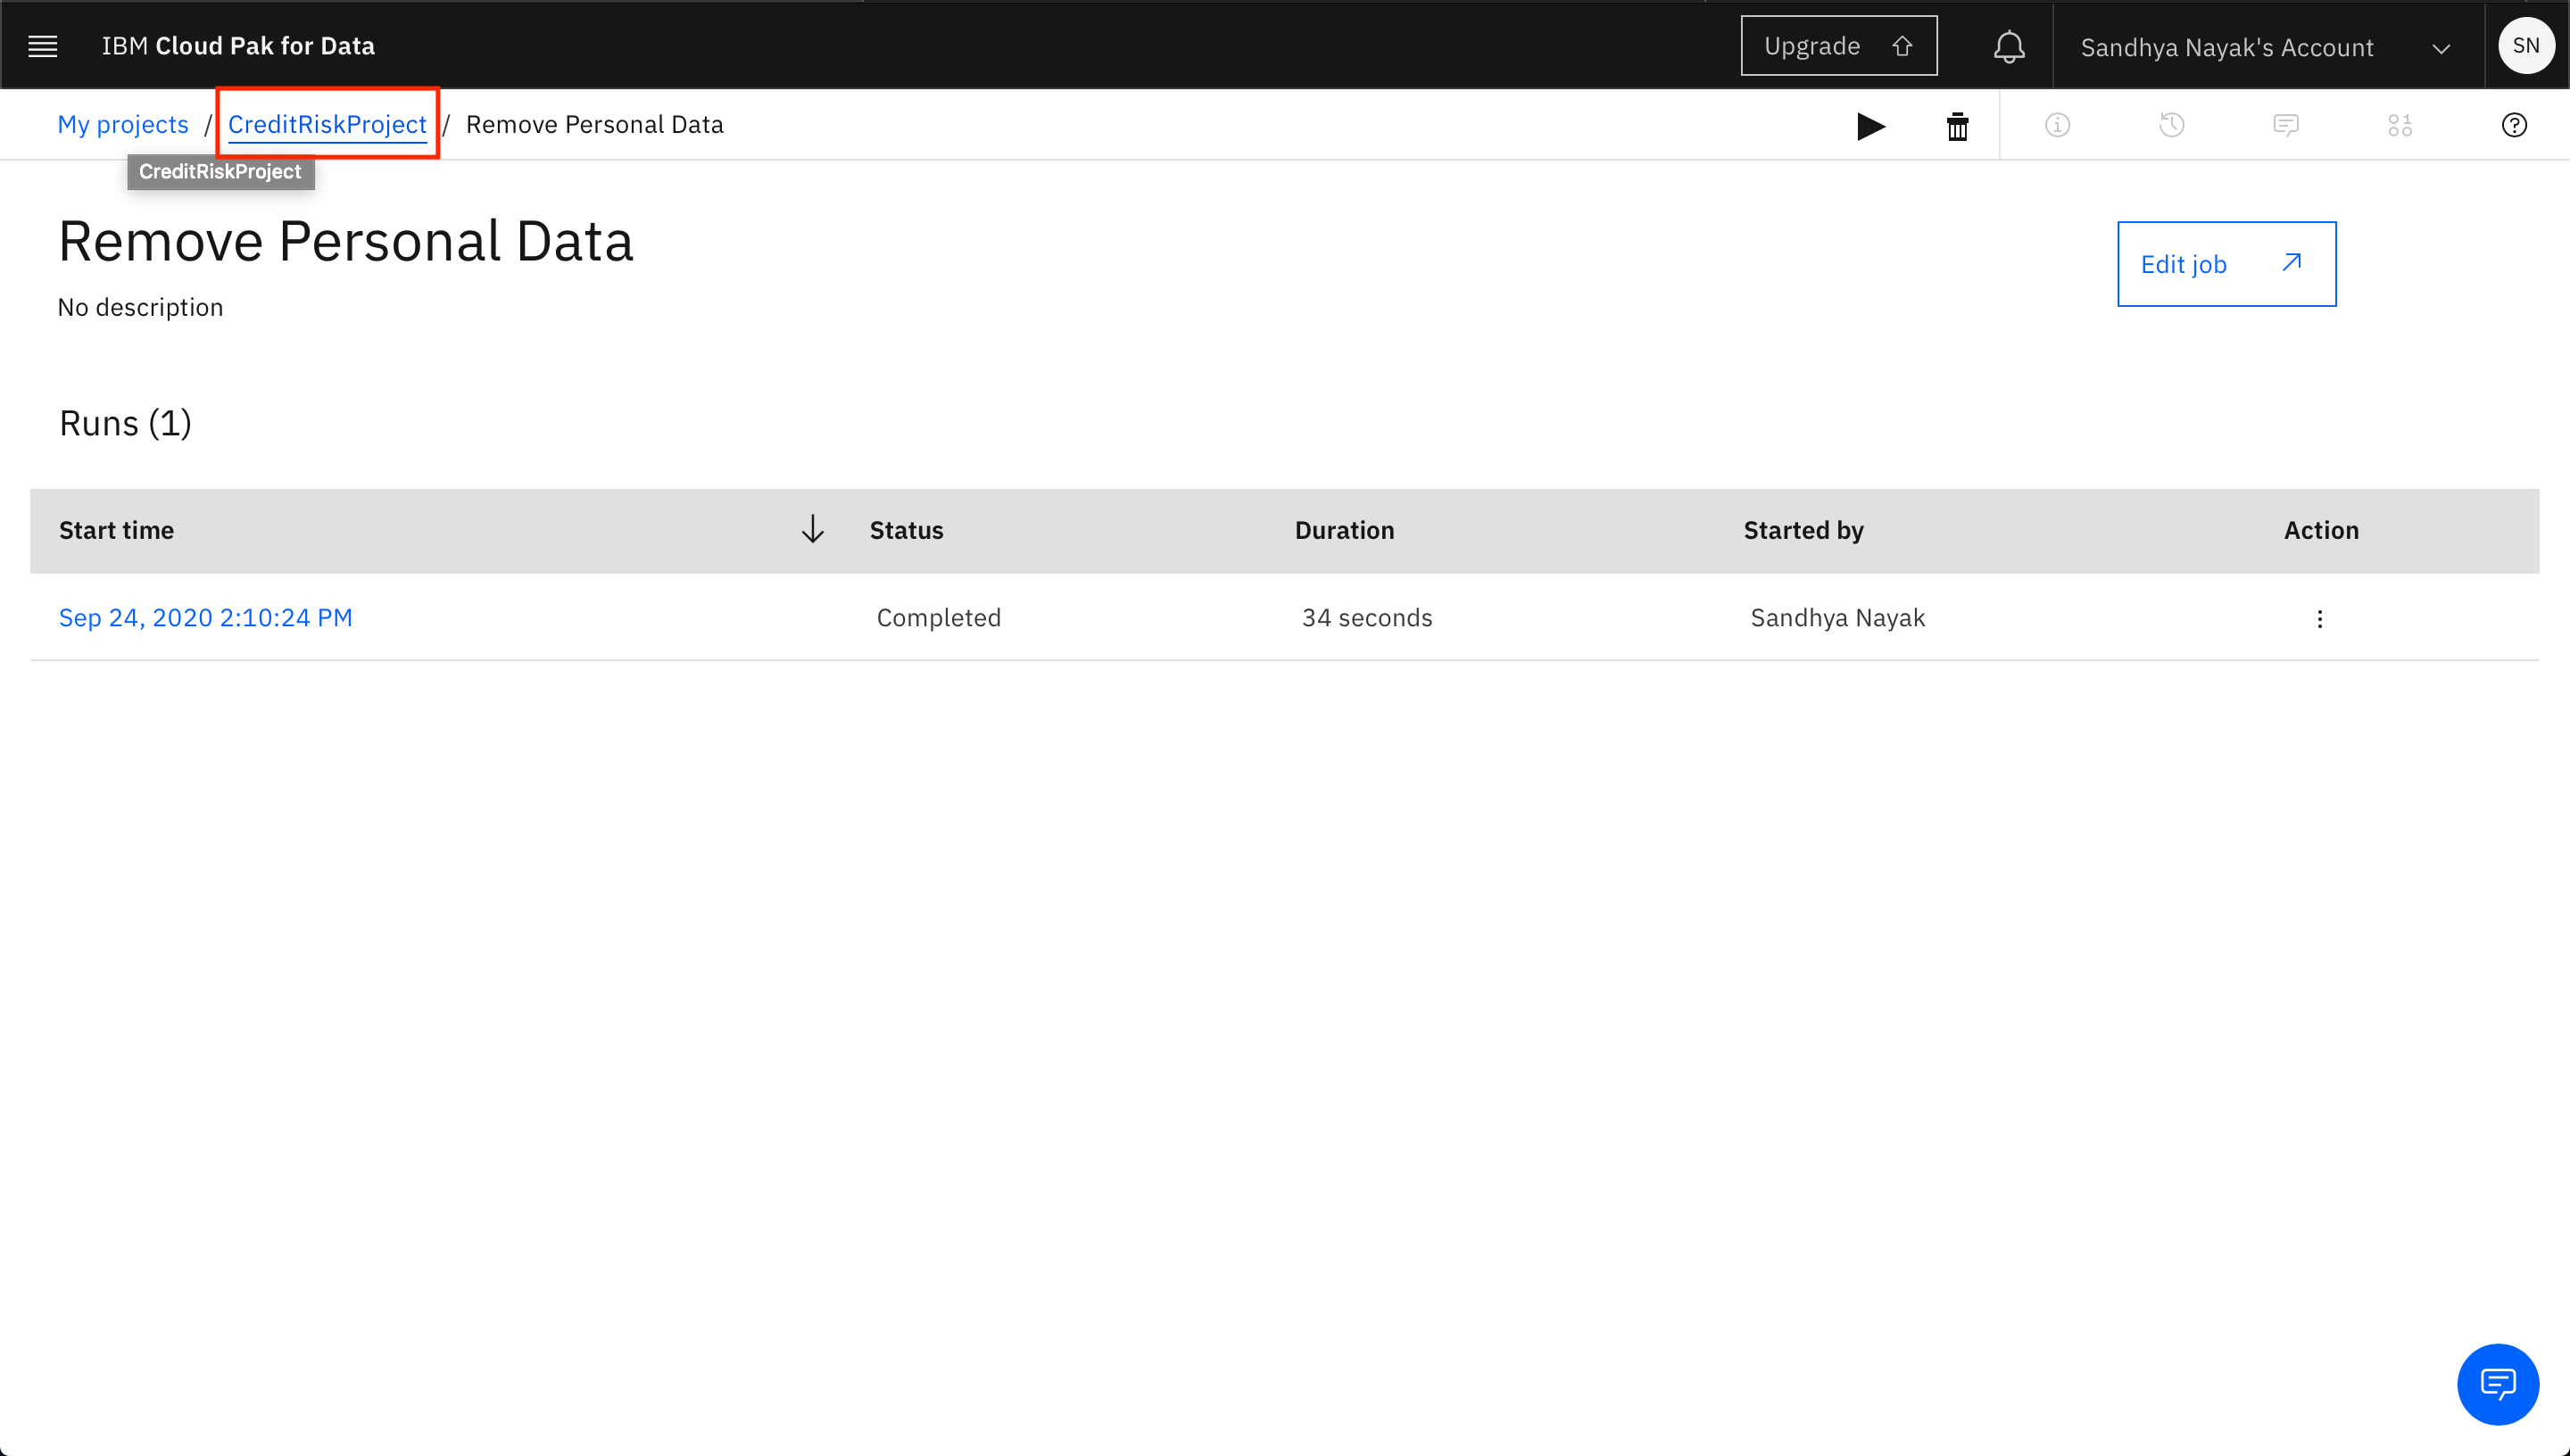 IBM Cloud Pak for Data
Upgrade
Sandhya Nayak's Account
SN
My projects / CreditRiskProject / Remove Personal Data
CreditRiskProject
Remove Personal Data
Edit job
No description
Runs (1)
Start time Status Duration Started by Action
Sep 24, 2020 2:10:24 PM Completed 34 seconds Sandhya Nayak